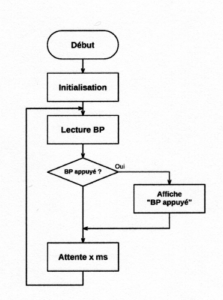 Début
Initialisation
Lecture BP
BP appuyé ?
Oui
Affiche
"BP appuyé"
Attente x ms